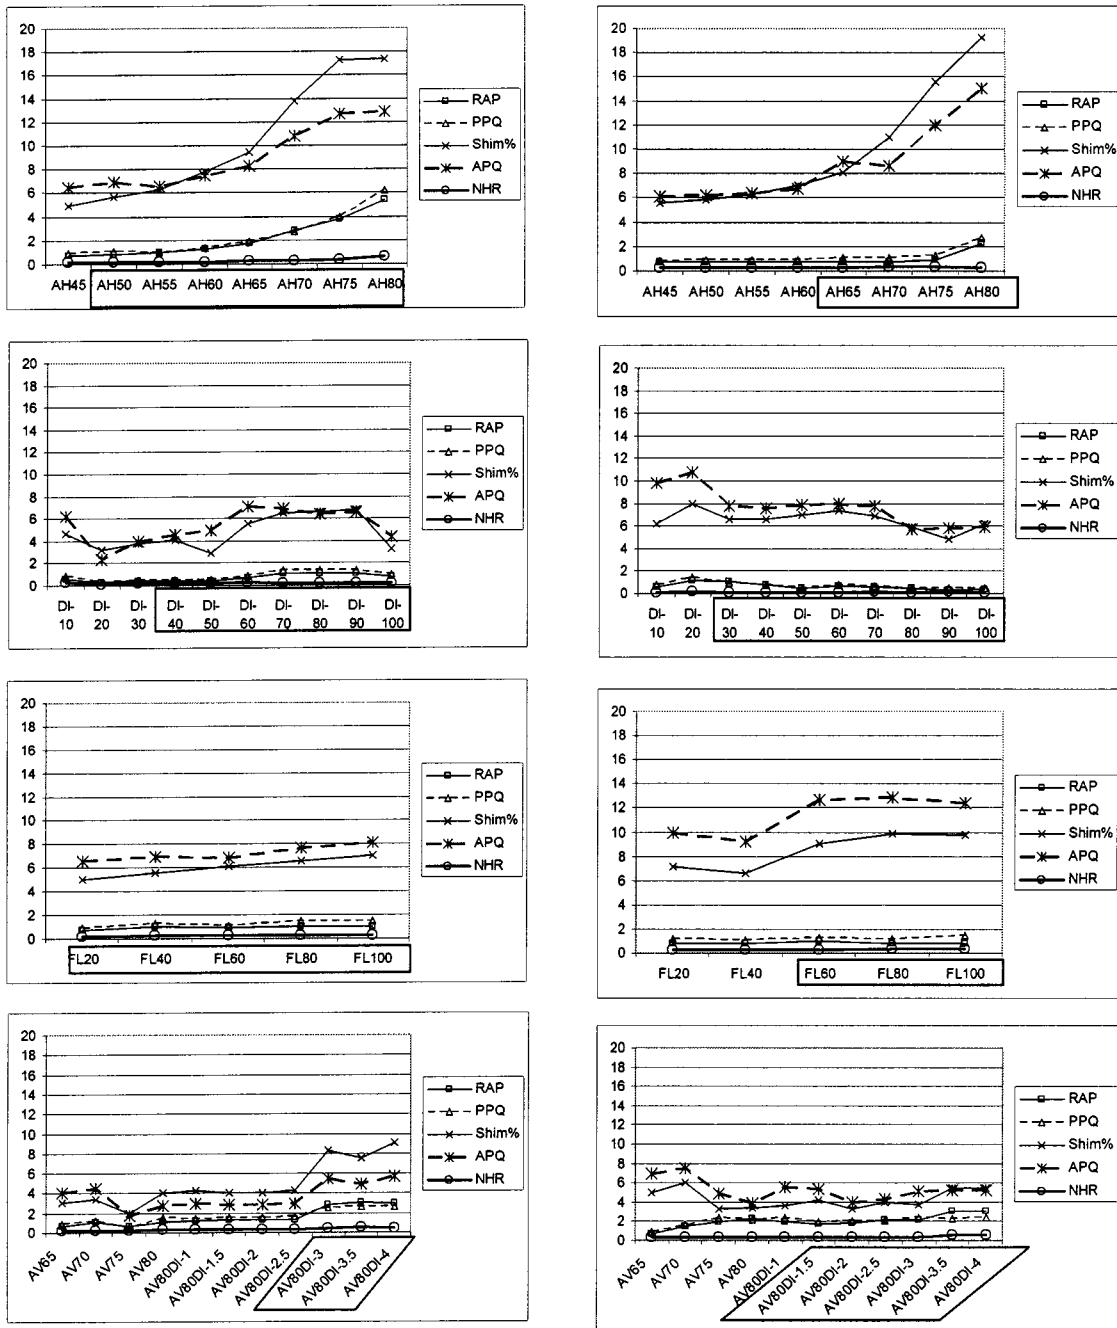 20
18
16
14
12
10
8
6
4
2
0
AH45 AH50 AH55 AH60 AH65 AH70 AH75 AH80
RAP
PPQ
Shim%
APQ
NHR
20
18
16
14
12
10
8
6
4
2
0
AH45 AH50 AH55 AH60 AH65 AH70 AH75 AH80
RAP
PPQ
Shim%
APQ
NHR
20
18
16
14
12
10
8
6
4
2
0
DI- DI- DI- DI- DI- DI- DI- DI- DI- DI-
10 20 30 40 50 60 70 80 90 100
RAP
PPQ
Shim%
APQ
NHR
20
18
16
14
12
10
8
6
4
2
0
DI- DI- DI- DI- DI- DI- DI- DI- DI- DI-
10 20 30 40 50 60 70 80 90 100
RAP
PPQ
Shim%
APQ
NHR
20
18
16
14
12
10
8
6
4
2
0
FL20 FL40 FL60 FL80 FL100
RAP
PPQ
Shim%
APQ
NHR
20
18
16
14
12
10
8
6
4
2
0
FL20 FL40 FL60 FL80 FL100
RAP
PPQ
Shim%
APQ
NHR
20
18
16
14
12
10
8
6
4
2
0
AV65
AV70
AV75
AV80
AV80DI-1
AV80DI-1.5
AV80DI-2
AV80DI-2.5
AV80DI-3
AV80DI-3.5
AV80DI-4
RAP
PPQ
Shim%
APQ
NHR
20
18
16
14
12
10
8
6
4
2
0
AV65
AV70
AV75
AV80
AV80DI-1
AV80DI-1.5
AV80DI-2
AV80DI-2.5
AV80DI-3
AV80DI-3.5
AV80DI-4
RAP
PPQ
Shim%
APQ
NHR